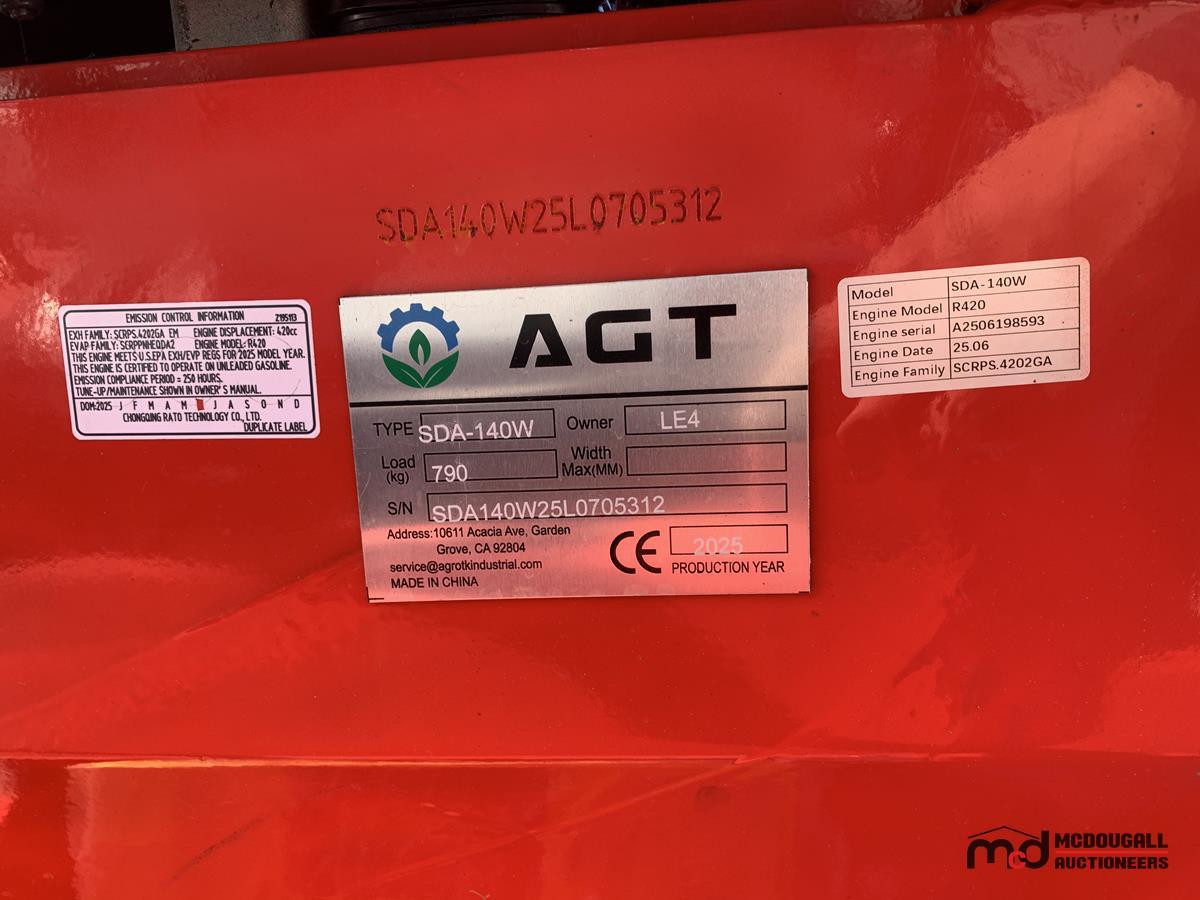 SDA140W25L0705312
EMISSION CONTROL INFORMATION Z195113
EXH FAMILY: SCRPS.4202GA EM ENGINE DISPLACEMENT: 420cc
EVAP FAMILY: SCRPPNHEQDA2 ENGINE MODEL: R420
THIS ENGINE MEETS U.S.EPA EXH/EVP REGS FOR 2025 MODEL YEAR.
THIS ENGINE IS CERTIFIED TO OPERATE ON UNLEADED GASOLINE.
EMISSION COMPLIANCE PERIOD = 250 HOURS.
TUNE-UP/MAINTENANCE SHOWN IN OWNER'S MANUAL.
DOM:2025 J F M A M J A S O N D
CHONGQING RATO TECHNOLOGY CO., LTD.
DUPLICATE LABEL
AGT
TYPE SDA-140W Owner LE4
Load (kg) 790 Width Max(MM)
S/N SDA140W25L0705312
Address:10611 Acacia Ave, Garden
Grove, CA 92804
service@agrotkindustrial.com
MADE IN CHINA
CE 2025
PRODUCTION YEAR
Model SDA-140W
Engine Model R420
Engine serial A2506198593
Engine Date 25.06
Engine Family SCRPS.4202GA
mcd MCDOUGALL
AUCTIONEERS